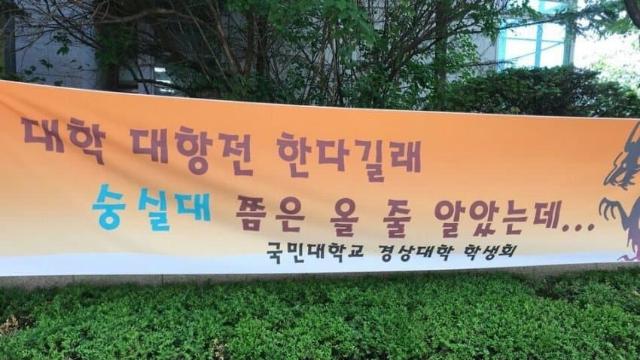 대학 대항전 한다길래
숭실대 쯤은 올 줄 알았는데...
국민대학교 경상대학 학생회